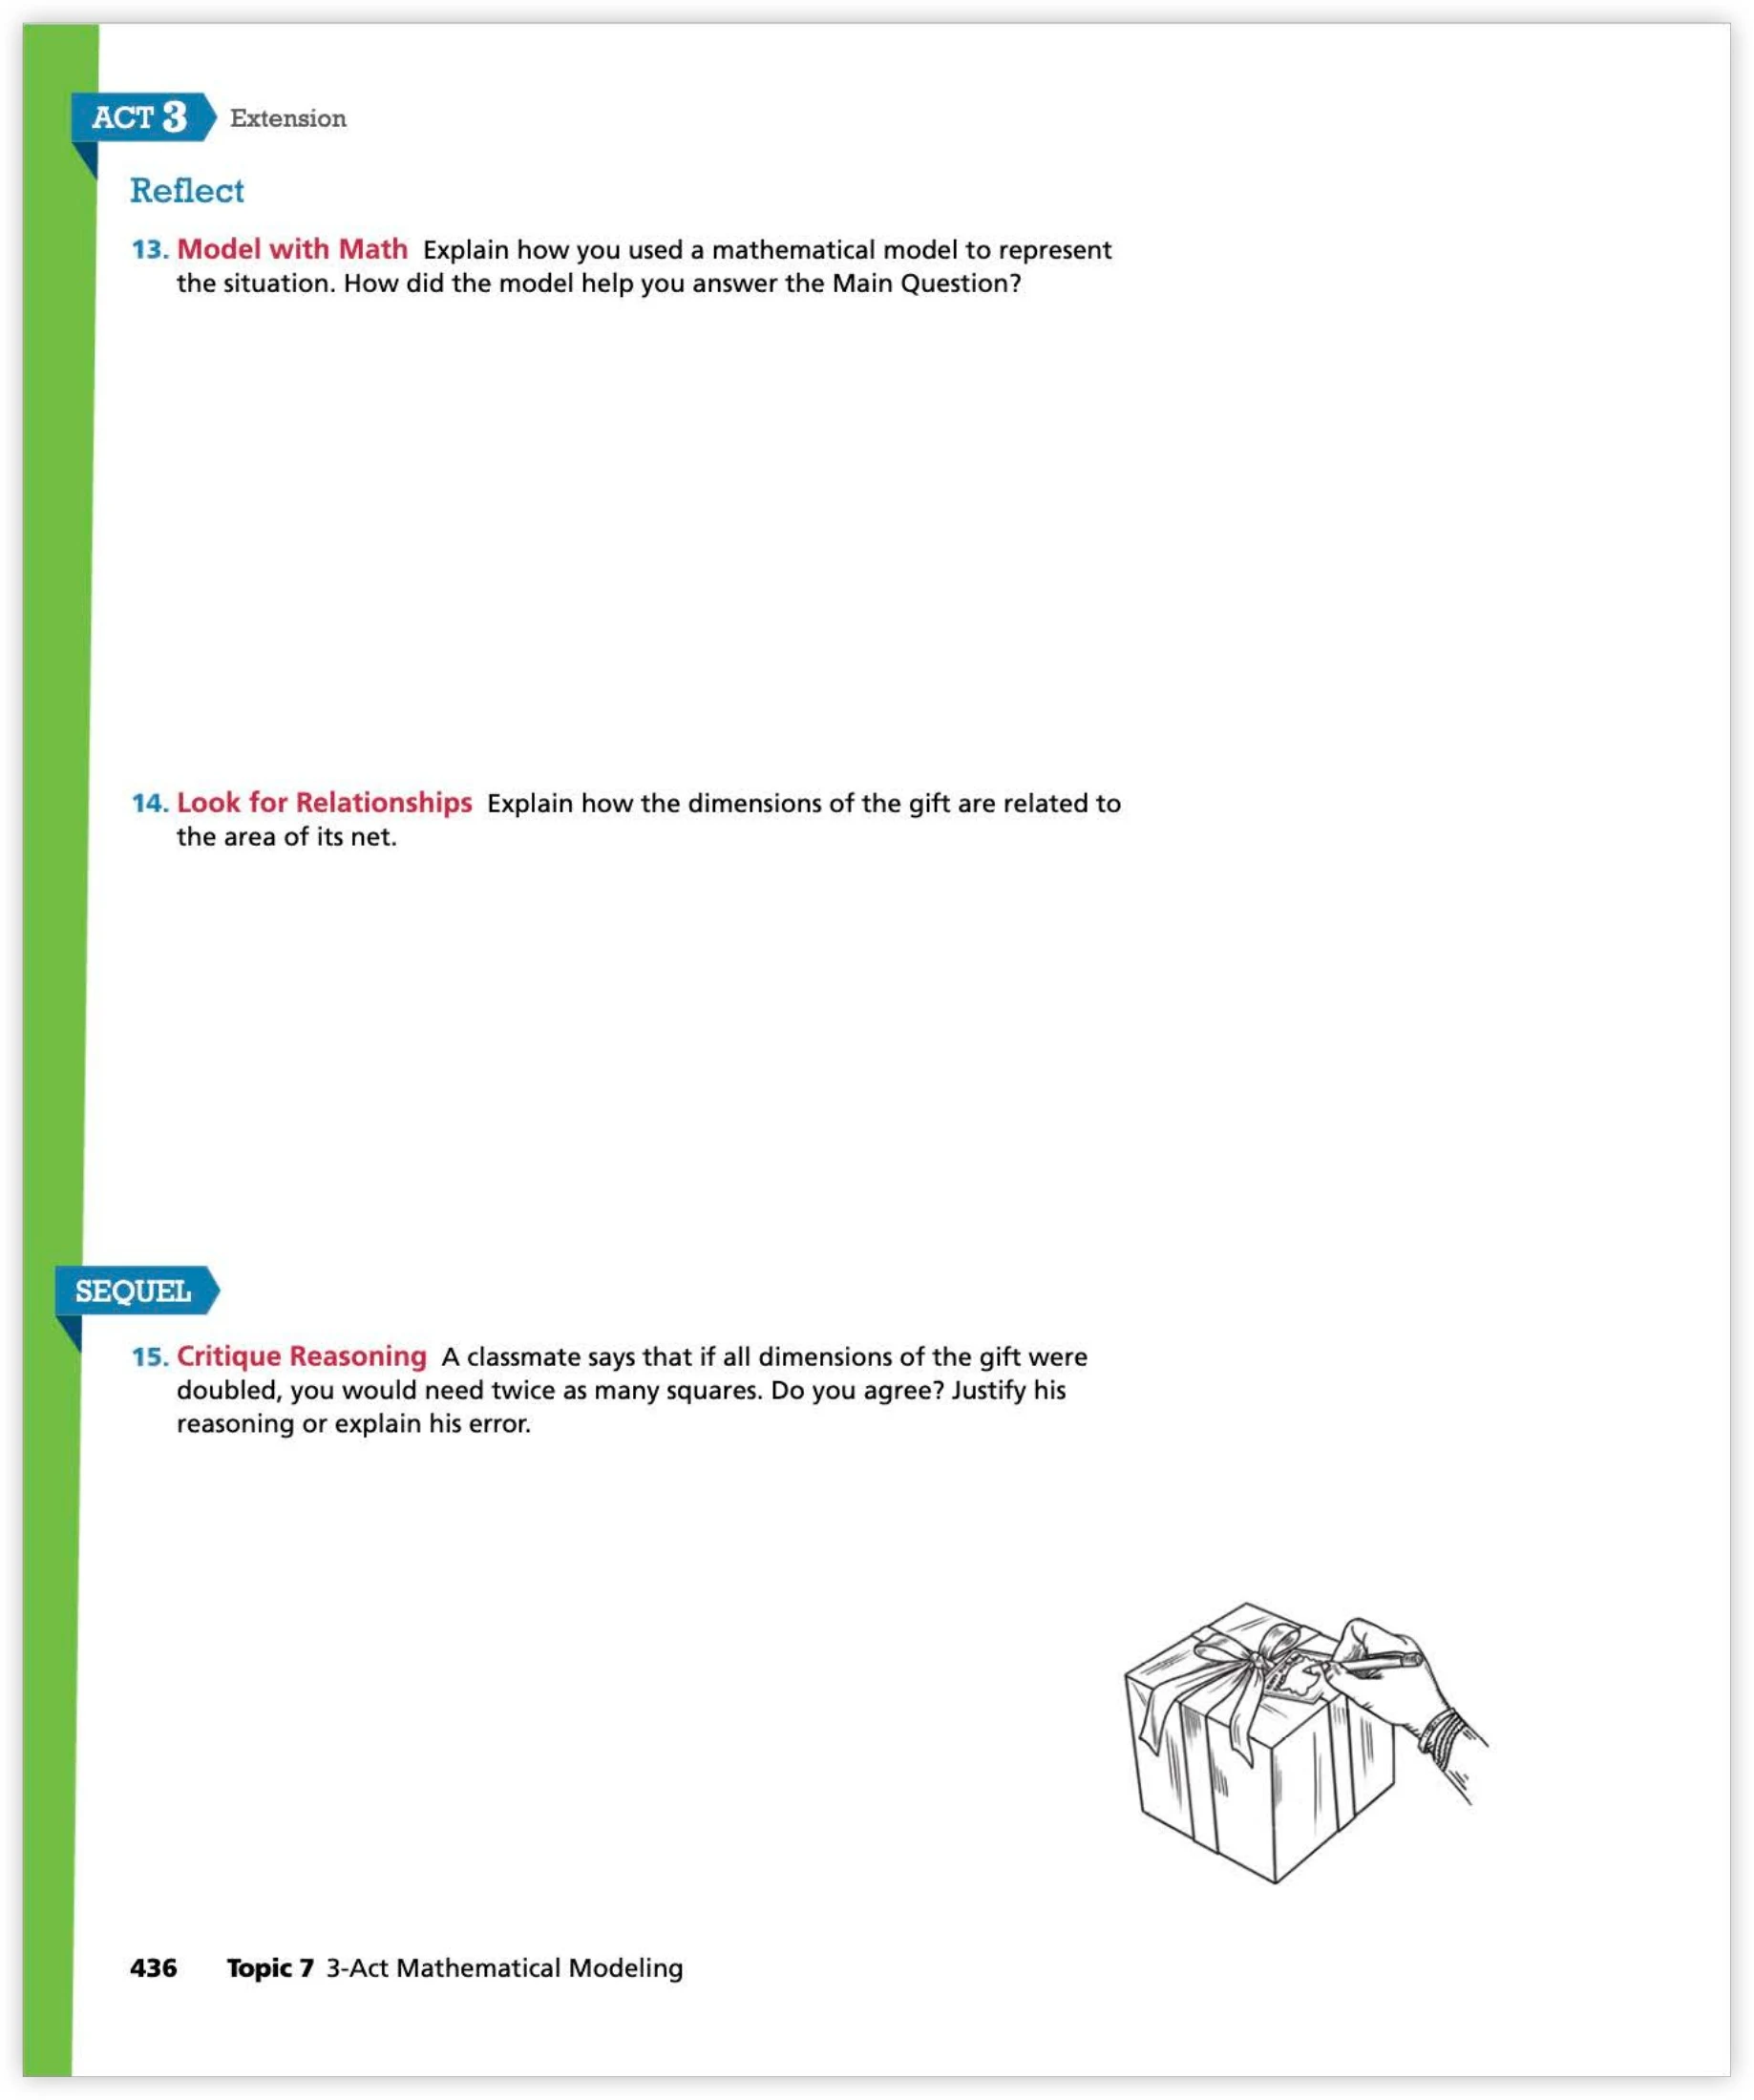 ACT 3 Extension
Reflect
13. Model with Math Explain how you used a mathematical model to represent
the situation. How did the model help you answer the Main Question?
14. Look for Relationships Explain how the dimensions of the gift are related to
the area of its net.
SEQUEL
15. Critique Reasoning A classmate says that if all dimensions of the gift were
doubled, you would need twice as many squares. Do you agree? Justify his
reasoning or explain his error.
436 Topic 7 3-Act Mathematical Modeling